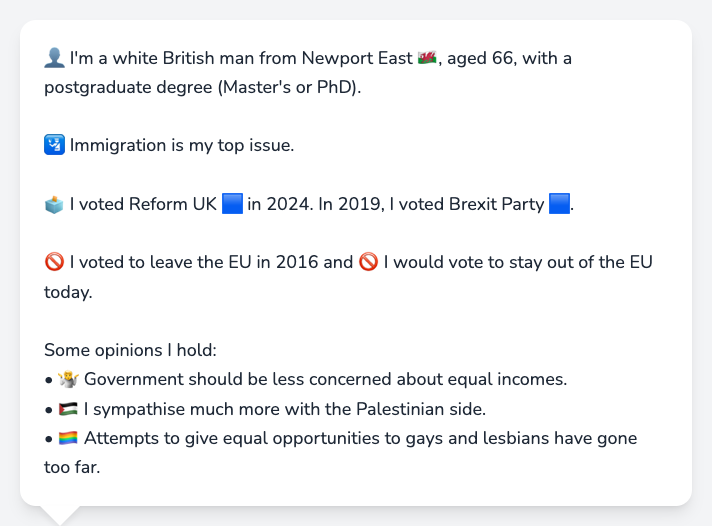 👤 I'm a white British man from Newport East 🏴󠁧󠁢󠁷󠁬󠁳󠁿, aged 66, with a
postgraduate degree (Master's or PhD).
🛂 Immigration is my top issue.
🗳️ I voted Reform UK 🟦 in 2024. In 2019, I voted Brexit Party 🟦.
🚫 I voted to leave the EU in 2016 and 🚫 I would vote to stay out of the EU
today.
Some opinions I hold:
• 🤷 Government should be less concerned about equal incomes.
• 🇵🇸 I sympathise much more with the Palestinian side.
• 🏳️‍🌈 Attempts to give equal opportunities to gays and lesbians have gone
too far.